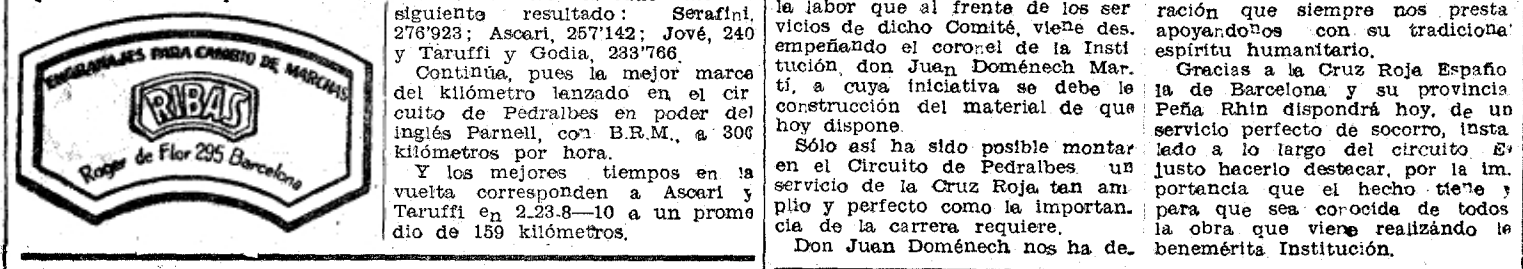 ENGRANAJES PARA CAMBIO DE MARCHAS
RIBAS
Roger de Flor 295 Barcelona
siguiente resultado: Serafini,
276'923; Ascari, 257'142; Jové, 240
y Taruffi y Godia, 233'766.
Continúa, pues la mejor marca
del kilómetro lanzado en el cir
cuito de Pedralbes en poder del
inglés Parnell, con B.R.M., a 306
kilómetros por hora.
Y los mejores tiempos en la
vuelta corresponden a Ascari y
Taruffi en 2-23.8—10 a un prome
dio de 159 kilómetros.
la labor que al frente de los ser
vicios de dicho Comité, viene des.
empeñando el coronel de la Insti
tución, don Juan Doménech Mar.
tí, a cuya iniciativa se debe la
construcción del material de que
hoy dispone.
Sólo así ha sido posible montar
en el Circuito de Pedralbes un
servicio de la Cruz Roja tan am
plio y perfecto como la importan.
cia de la carrera requiere.
Don Juan Doménech nos ha de-
ración que siempre nos presta
apoyandonos con su tradiciona'
espíritu humanitario.
Gracias a la Cruz Roja Españo
la de Barcelona y su provincia
Peña Rhin dispondrá hoy, de un
servicio perfecto de socorro, insta
lado a lo largo del circuito Es
justo hacerlo destacar, por la im.
portancia que el hecho tiene y
para que sea corocida de todos
la obra que viene realizándo la
benemérita Institución.